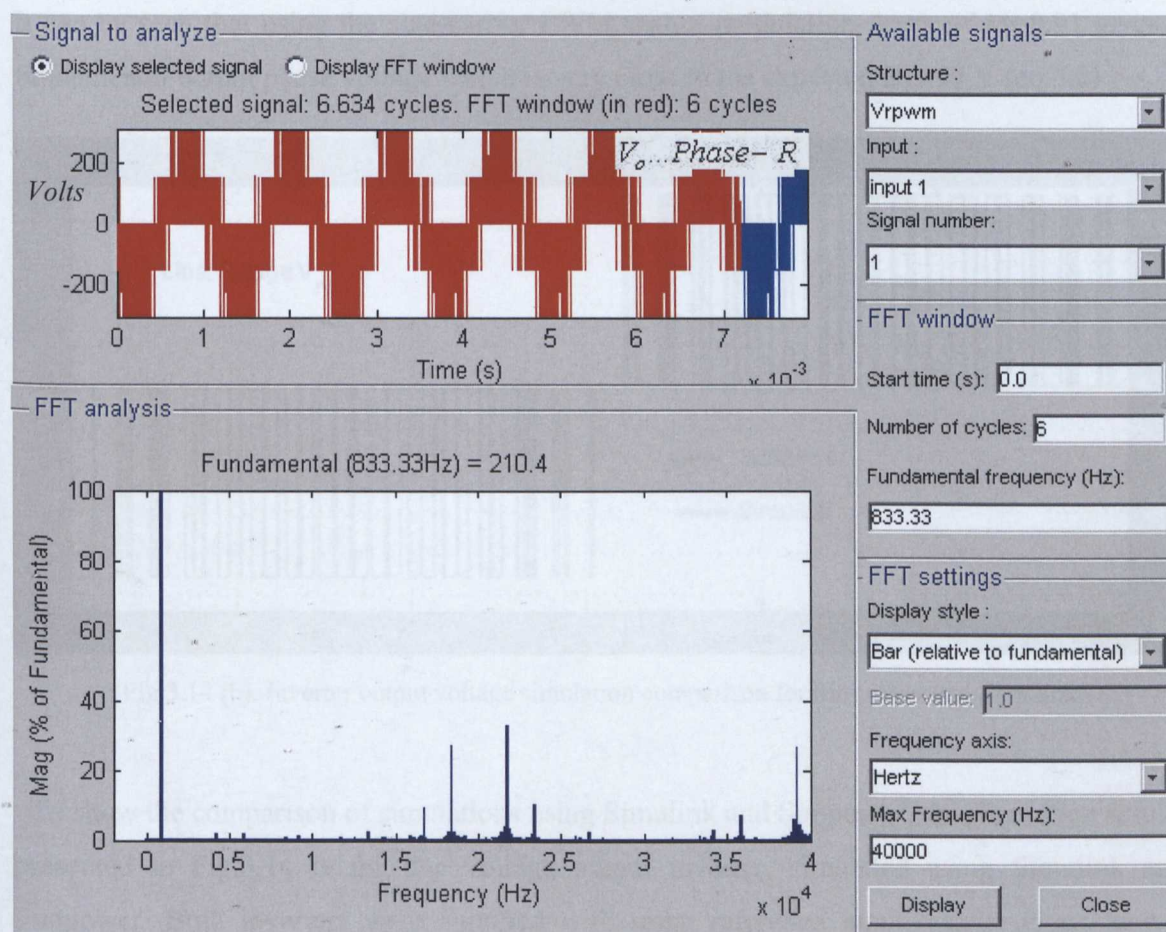 Signal to analyze
Display selected signal Display FFT window
Selected signal: 6.634 cycles. FFT window (in red): 6 cycles
200
0
-200
Volts
V_o Phase- R
0 1 2 3 4 5 6 7
Time (s)
x 10^-3
FFT analysis
Fundamental (833.33Hz) = 210.4
100
80
60
40
20
0
Mag (% of Fundamental)
0 0.5 1 1.5 2 2.5 3 3.5 4
Frequency (Hz)
x 10^4
Available signals
Structure :
Vrpwm
Input :
input 1
Signal number:
1
FFT window
Start time (s): 0.0
Number of cycles: 6
Fundamental frequency (Hz):
833.33
FFT settings
Display style :
Bar (relative to fundamental)
Base value: 1.0
Frequency axis:
Hertz
Max Frequency (Hz):
40000
Display Close